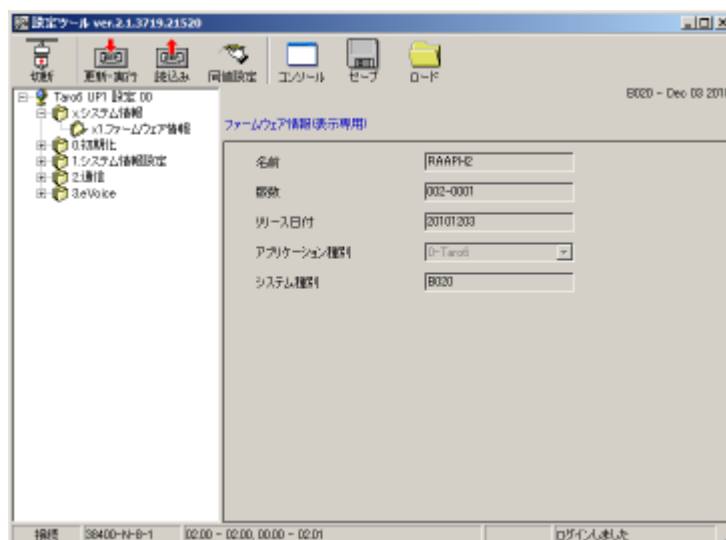 設定ツール ver.2.1.3719.21520
切断 更新・実行 読込み 同値設定 コンソール セーブ ロード
B020 - Dec 03 201
Taro6 UP1 設定 00
x.システム情報
x1.ファームウェア情報
0.初期化
1.システム情報設定
2.通信
3.eVoice
ファームウェア情報(表示専用)
名前 RAAPH2
版数 002-0001
リリース日付 20101203
アプリケーション種別 D-Taro6
システム種別 B020
接続 38400-N-8-1 02.00 - 02.00, 00.00 - 02.01 ログインしました